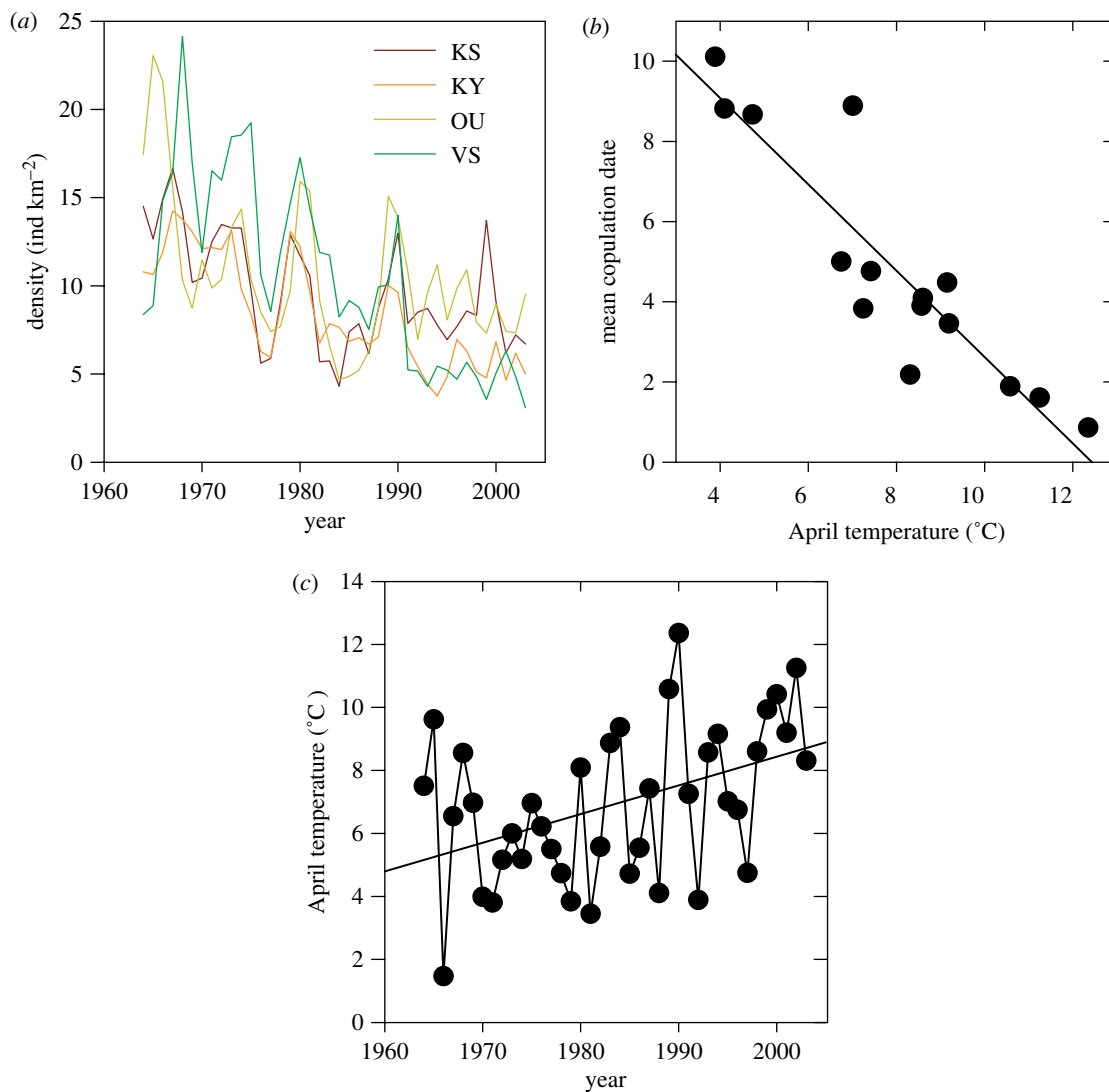 (a)
25
20
15
10
5
0
density (ind km−2)
KS
KY
OU
VS
1960 1970 1980 1990 2000
year
(b)
10
8
6
4
2
0
mean copulation date
4 6 8 10 12
April temperature (°C)
(c)
14
12
10
8
6
4
2
0
April temperature (°C )
1960 1970 1980 1990 2000
year